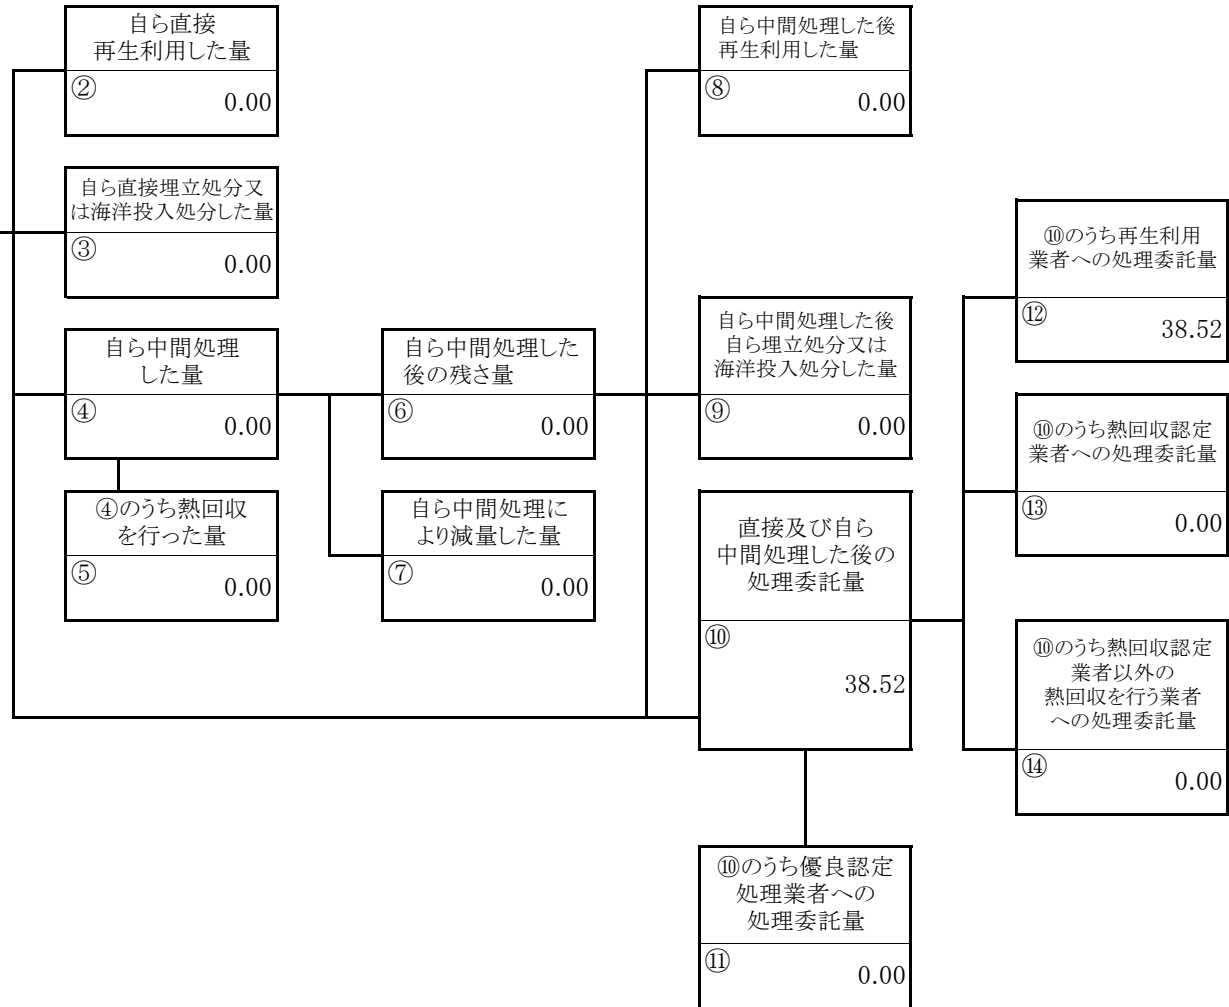 自ら直接
再生利用した量
②
0.00
自ら直接埋立処分又
は海洋投入処分した量
③
0.00
自ら中間処理
した量
④
0.00
④のうち熱回収
を行った量
⑤
0.00
自ら中間処理した
後の残さ量
⑥
0.00
自ら中間処理に
より減量した量
⑦
0.00
自ら中間処理した後
再生利用した量
⑧
0.00
自ら中間処理した後
自ら埋立処分又は
海洋投入処分した量
⑨
0.00
直接及び自ら
中間処理した後の
処理委託量
⑩
38.52
⑩のうち優良認定
処理業者への
処理委託量
⑪
0.00
⑩のうち再生利用
業者への処理委託量
⑫
38.52
⑩のうち熱回収認定
業者への処理委託量
⑬
0.00
⑩のうち熱回収認定
業者以外の
熱回収を行う業者
への処理委託量
⑭
0.00